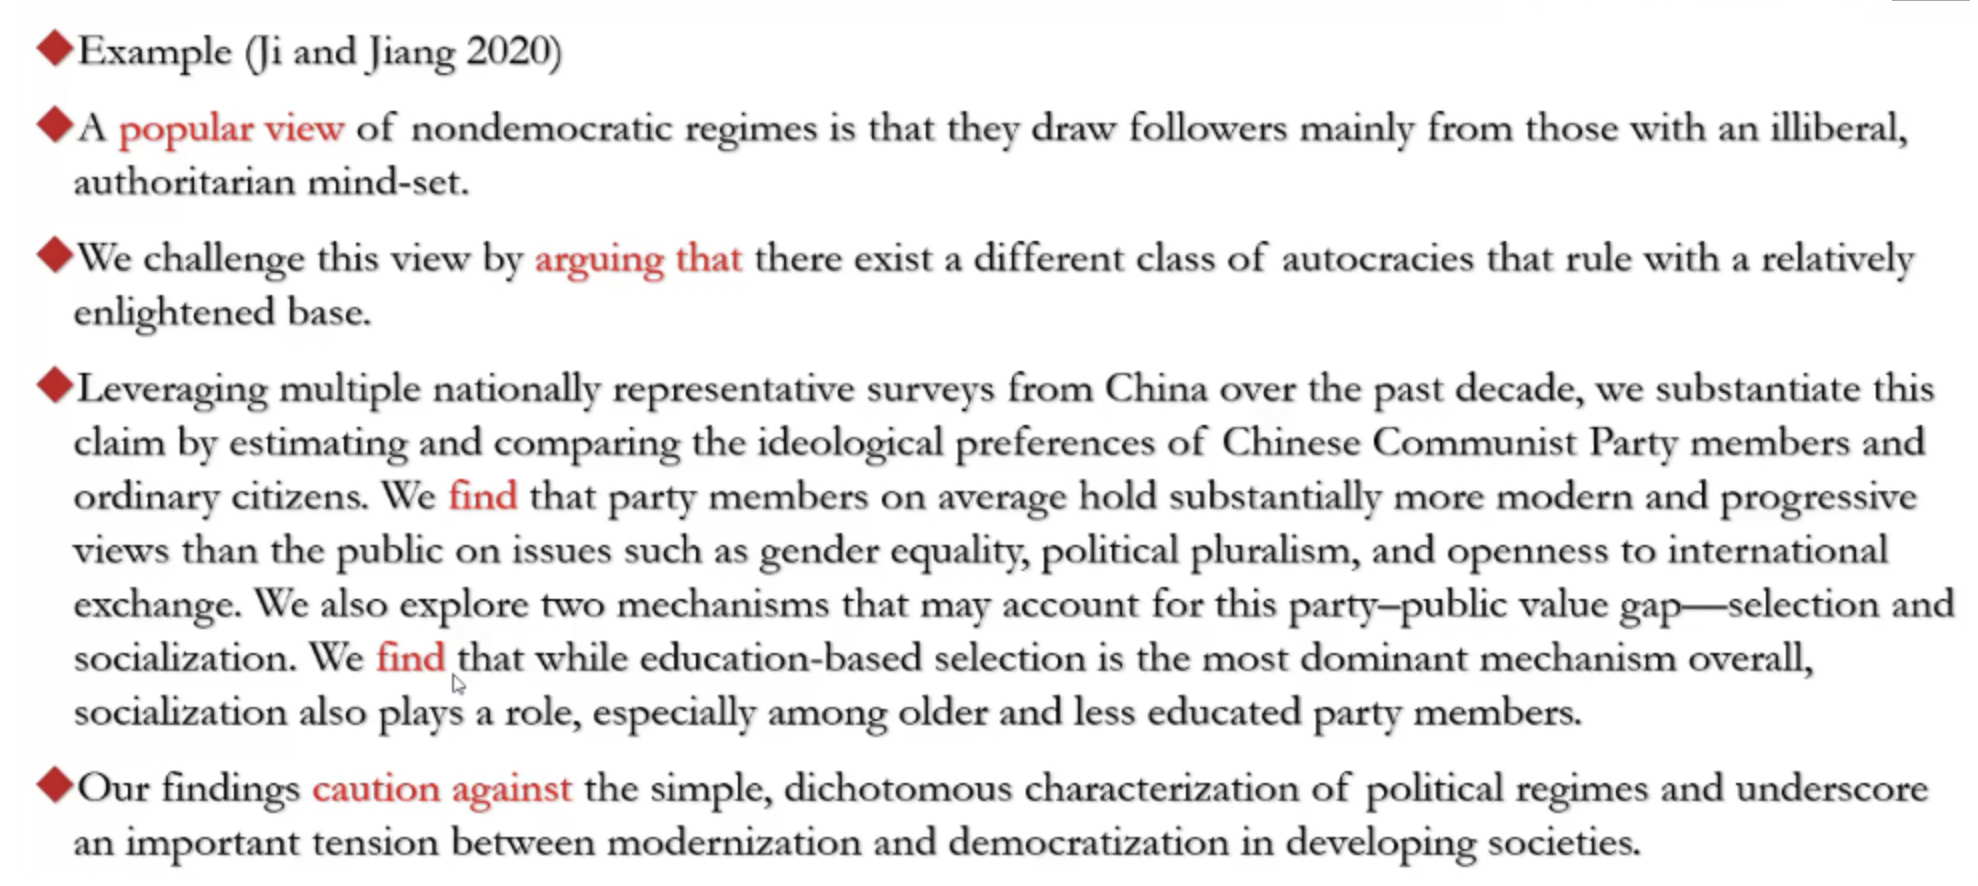 ◆Example (Ji and Jiang 2020)
◆A popular view of nondemocratic regimes is that they draw followers mainly from those with an illiberal,
authoritarian mind-set.
◆We challenge this view by arguing that there exist a different class of autocracies that rule with a relatively
enlightened base.
◆Leveraging multiple nationally representative surveys from China over the past decade, we substantiate this
claim by estimating and comparing the ideological preferences of Chinese Communist Party members and
ordinary citizens. We find that party members on average hold substantially more modern and progressive
views than the public on issues such as gender equality, political pluralism, and openness to international
exchange. We also explore two mechanisms that may account for this party–public value gap—selection and
socialization. We find that while education-based selection is the most dominant mechanism overall,
socialization also plays a role, especially among older and less educated party members.
◆Our findings caution against the simple, dichotomous characterization of political regimes and underscore
an important tension between modernization and democratization in developing societies.